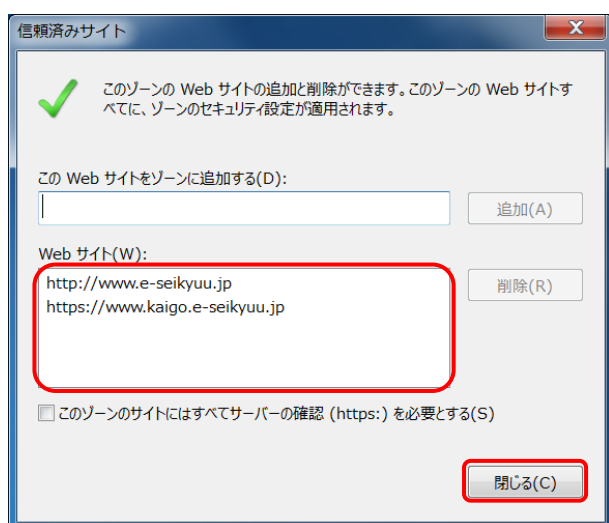 信頼済みサイト
このゾーンの Web サイトの追加と削除ができます。このゾーンの Web サイトす
べてに、ゾーンのセキュリティ設定が適用されます。
この Web サイトをゾーンに追加する(D):
追加(A)
Web サイト(W):
http://www.e-seikyuu.jp
https://www.kaigo.e-seikyuu.jp
削除(R)
このゾーンのサイトにはすべてサーバーの確認 (https:) を必要とする(S)
閉じる(C)